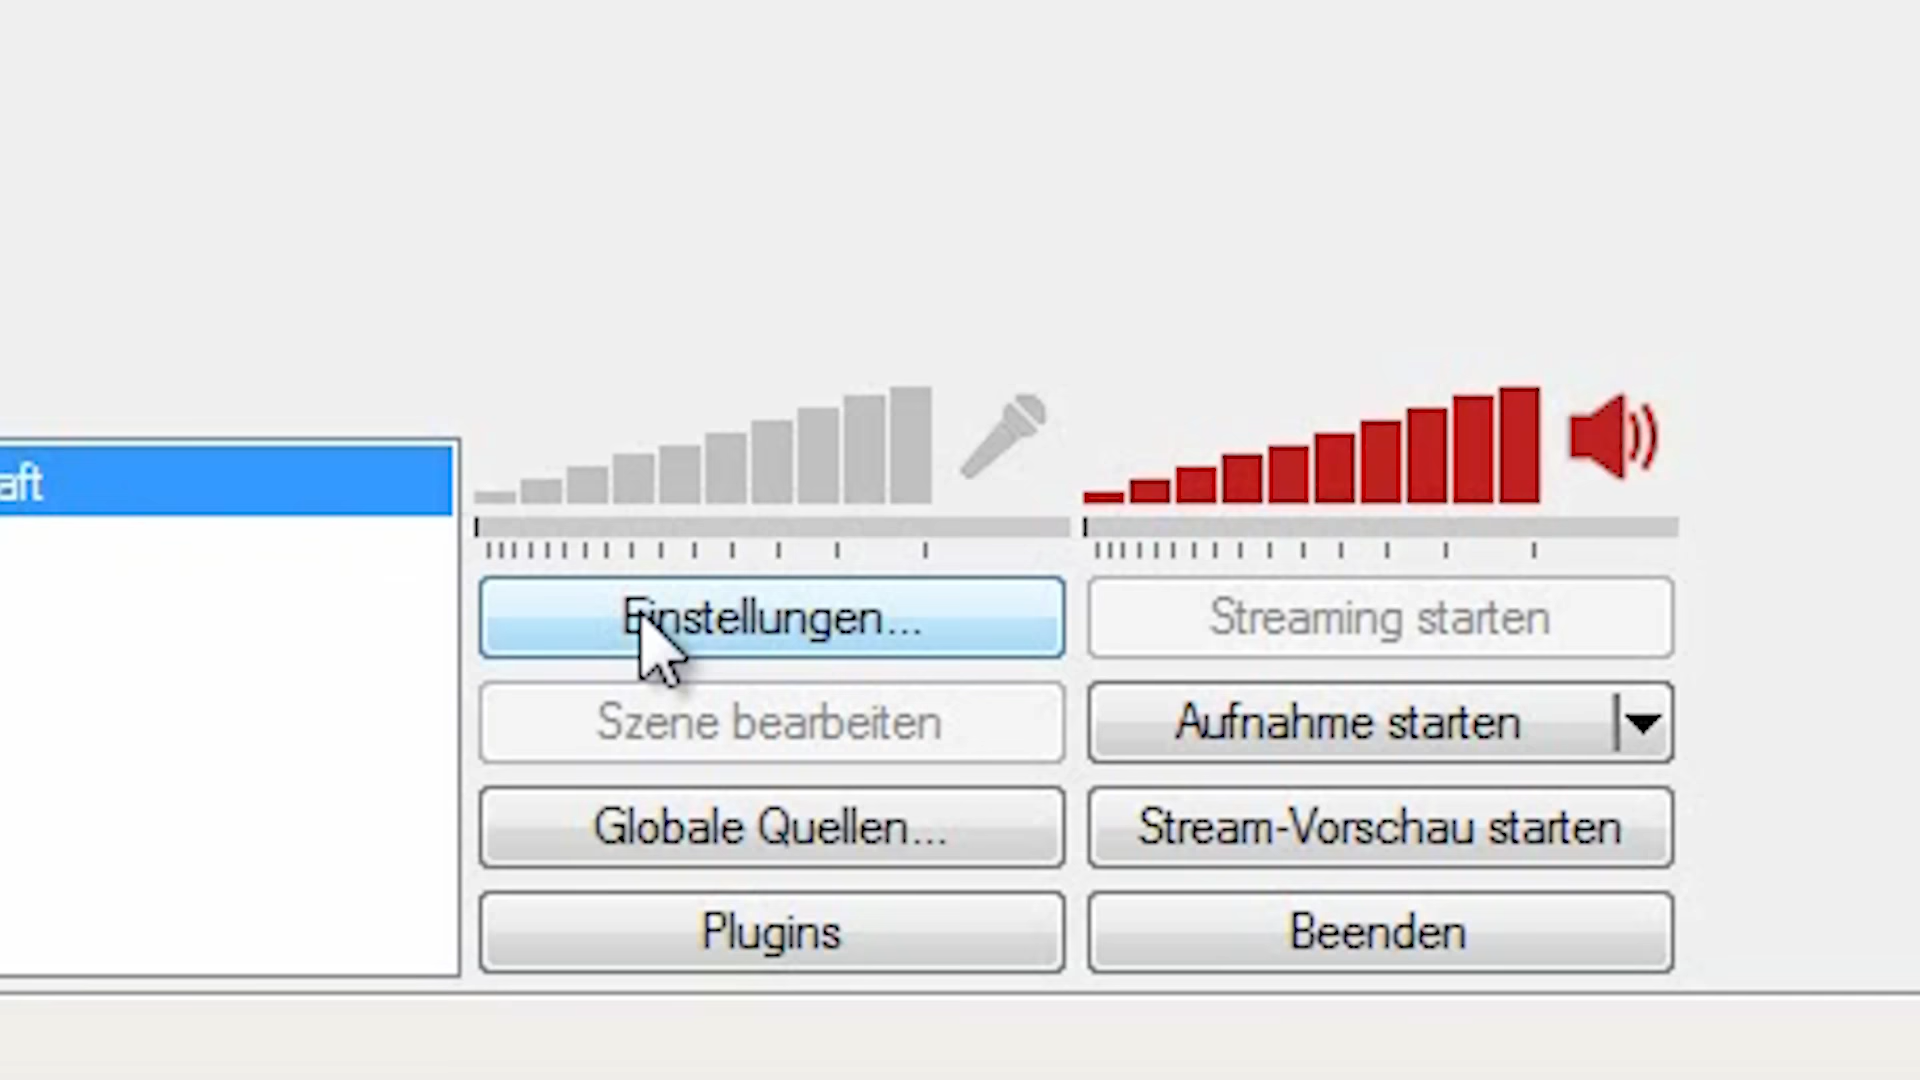 aft
Einstellungen...
Streaming starten
Szene bearbeiten
Aufnahme starten
Globale Quellen...
Stream-Vorschau starten
Plugins
Beenden